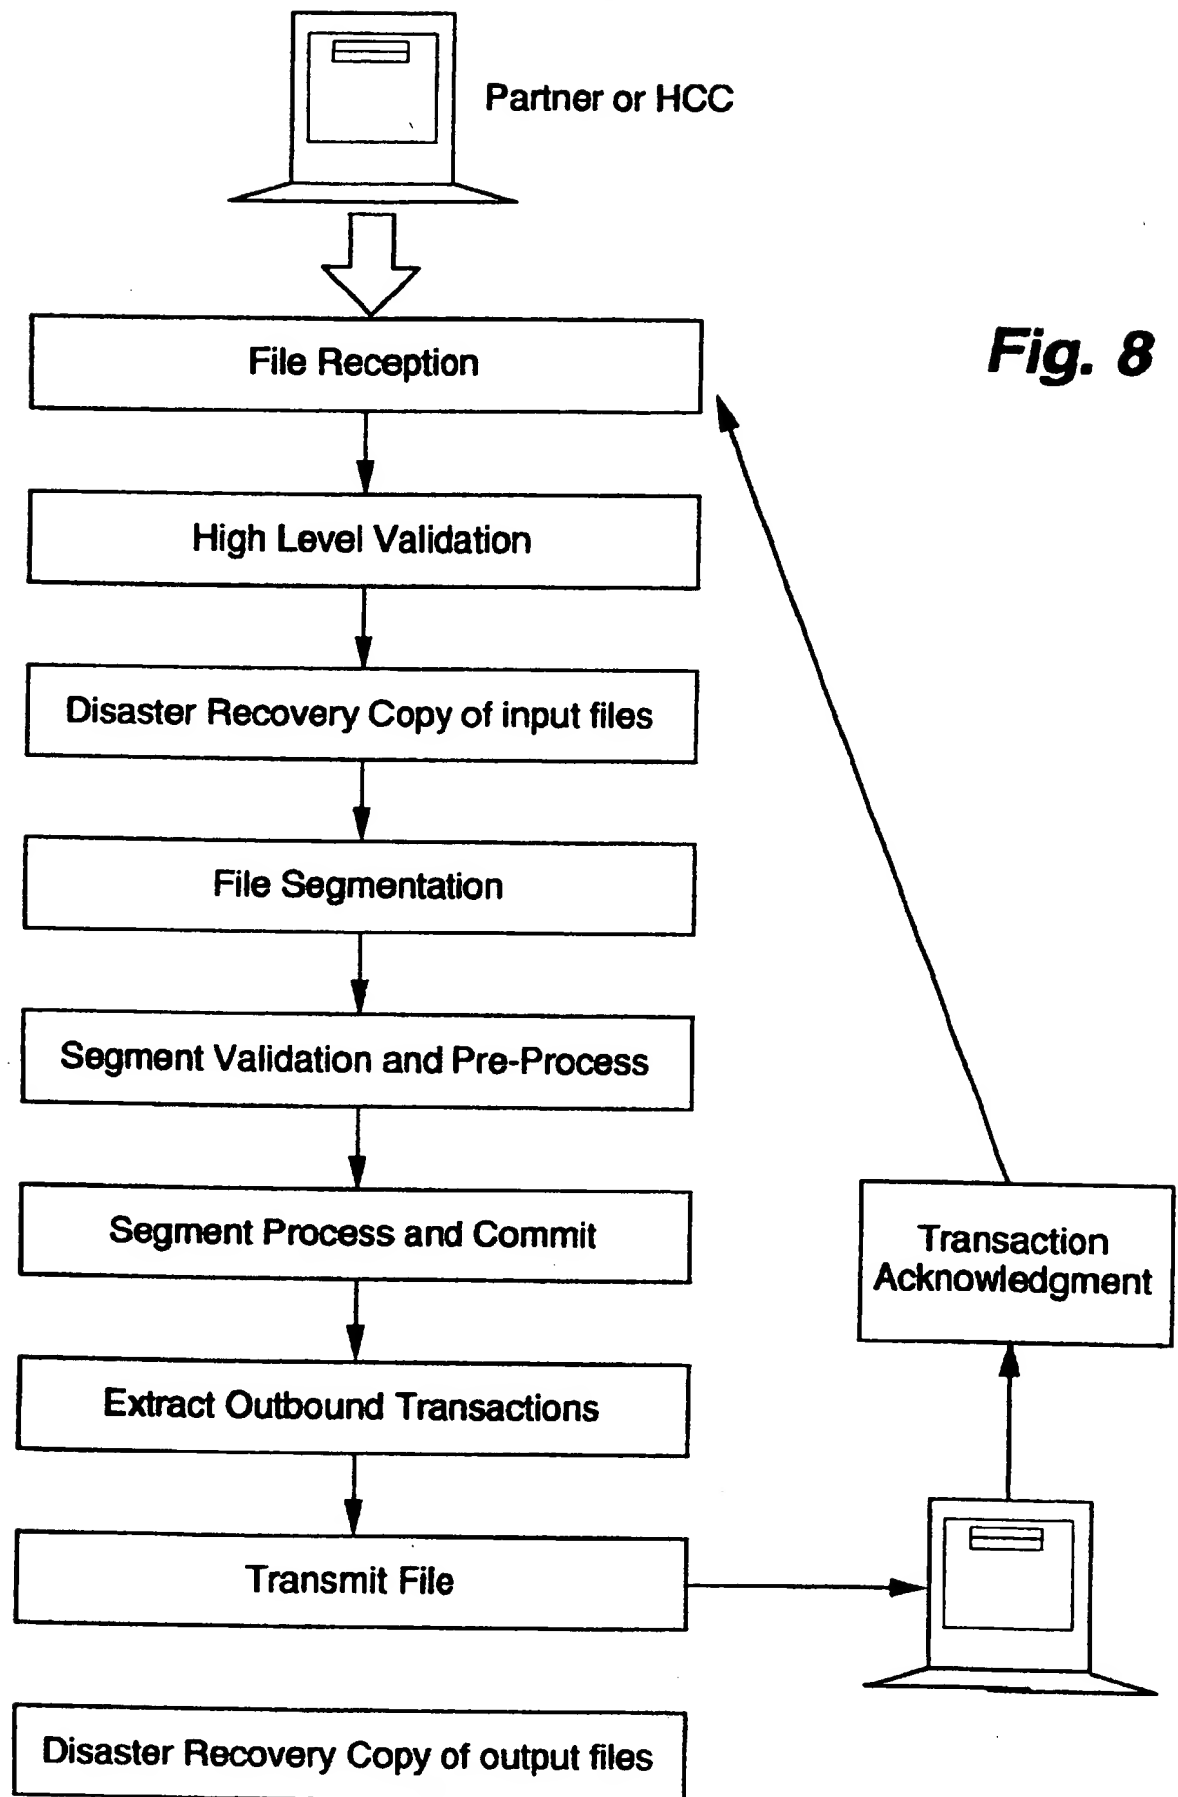 Partner or HCC
File Reception
Fig. 8
High Level Validation
Disaster Recovery Copy of input files
File Segmentation
Segment Validation and Pre-Process
Segment Process and Commit
Transaction
Acknowledgment
Extract Outbound Transactions
Transmit File
Disaster Recovery Copy of output files